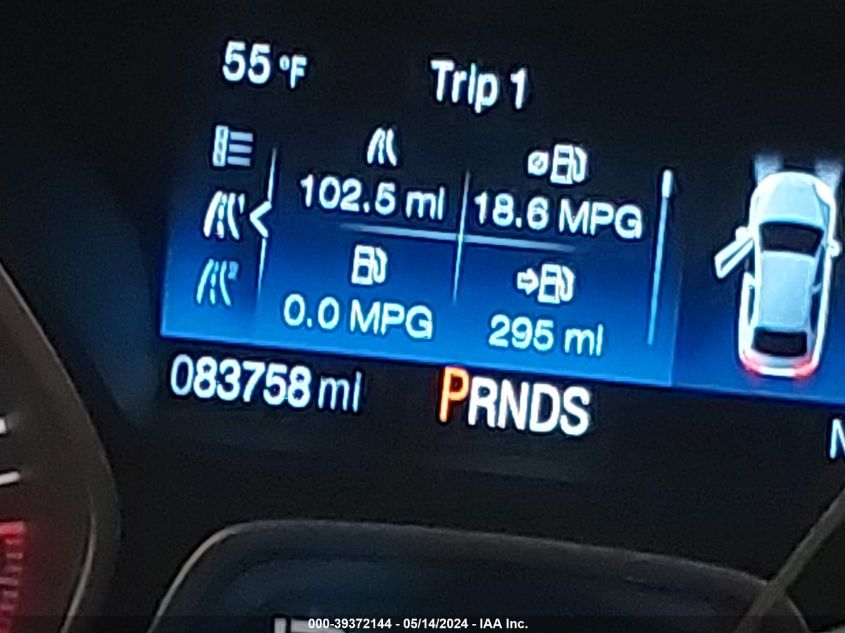 55 °F Trip 1
102.5 mi 18.6 MPG
0.0 MPG 295 mi
083758 mi PRNDS
N
000-39372144 - 05/14/2024 - IAA Inc.